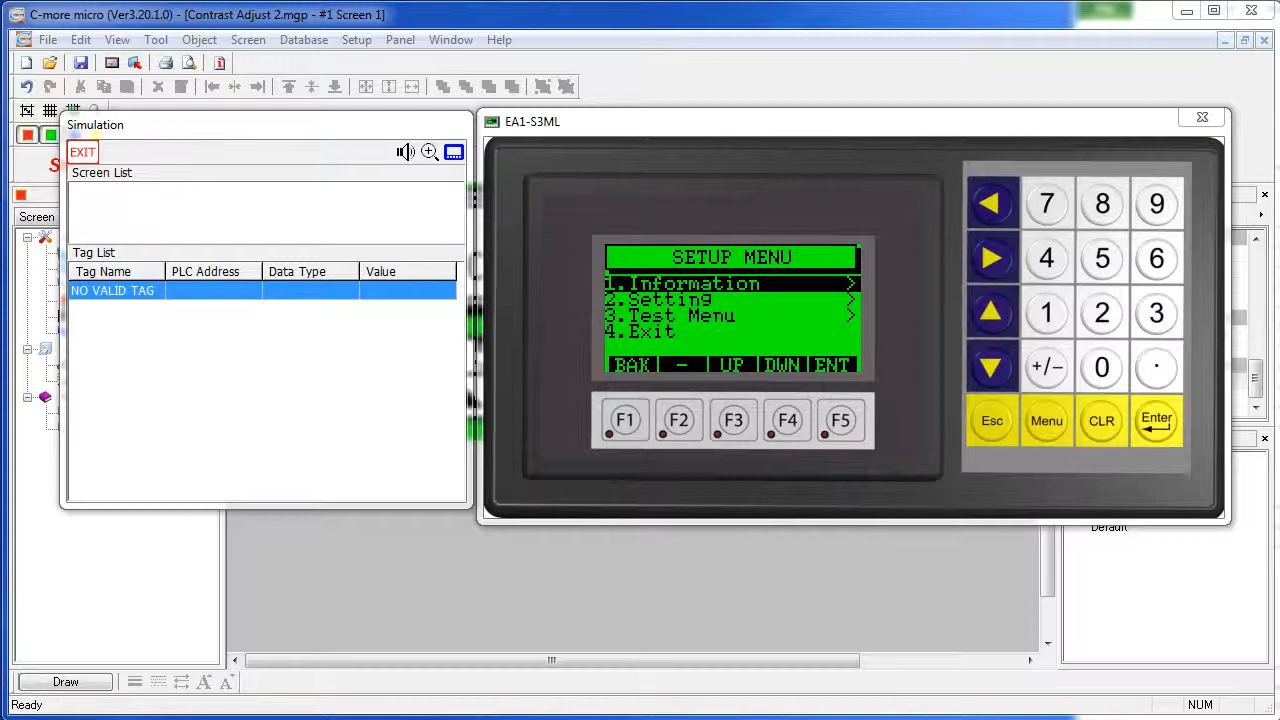 C-more micro (Ver3.20.1.0) - [Contrast Adjust 2.mgp - #1 Screen 1]
File Edit View Tool Object Screen Database Setup Panel Window Help
Simulation
EXIT
Screen List
Tag List
Tag Name PLC Address Data Type Value
NO VALID TAG
Screen
EA1-S3ML
SETUP MENU
1.Information >
2.Setting >
3.Test Menu >
4.Exit
BAK - UP DWN ENT
F1 F2 F3 F4 F5
7 8 9
4 5 6
1 2 3
+/− 0 .
Esc Menu CLR Enter
Default
Draw
Ready
NUM